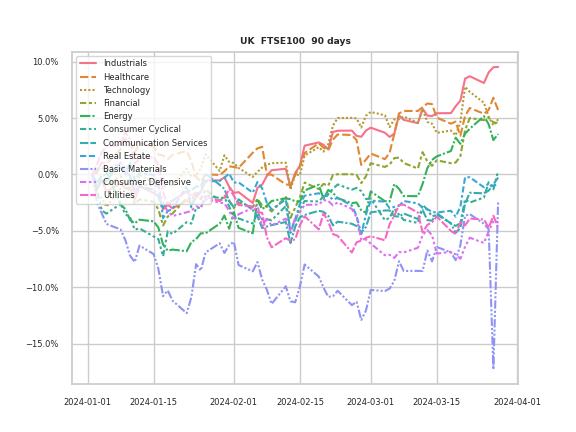 UK  FTSE100  90 days
10.0%
5.0%
0.0%
−5.0%
−10.0%
−15.0%
Industrials
Healthcare
Technology
Financial
Energy
Consumer Cyclical
Communication Services
Real Estate
Basic Materials
Consumer Defensive
Utilities
2024-01-01
2024-01-15
2024-02-01
2024-02-15
2024-03-01
2024-03-15
2024-04-01